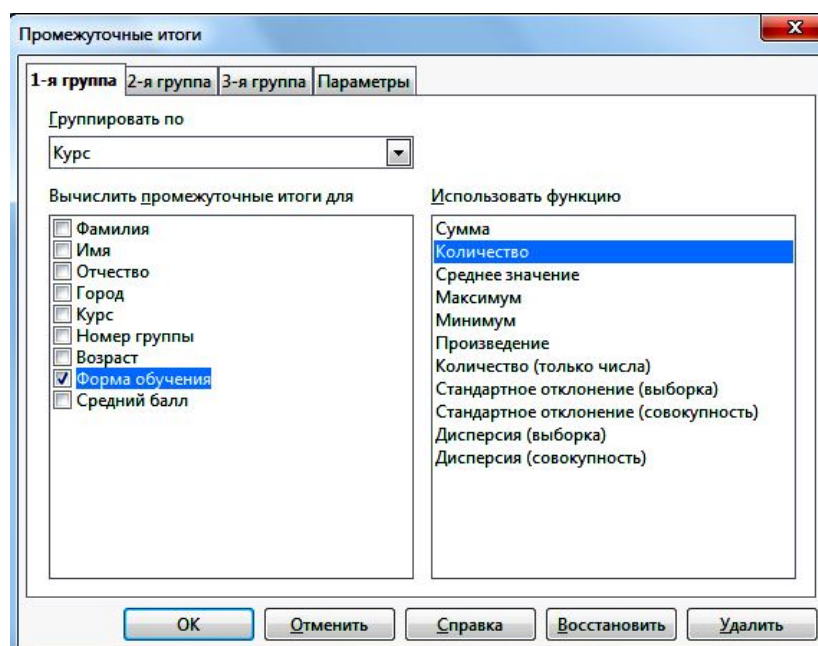 Промежуточные итоги
1-я группа 2-я группа 3-я группа Параметры
Группировать по
Курс
Вычислить промежуточные итоги для
Фамилия
Имя
Отчество
Город
Курс
Номер группы
Возраст
Форма обучения
Средний балл
Использовать функцию
Сумма
Количество
Среднее значение
Максимум
Минимум
Произведение
Количество (только числа)
Стандартное отклонение (выборка)
Стандартное отклонение (совокупность)
Дисперсия (выборка)
Дисперсия (совокупность)
ОК Отменить Справка Восстановить Удалить